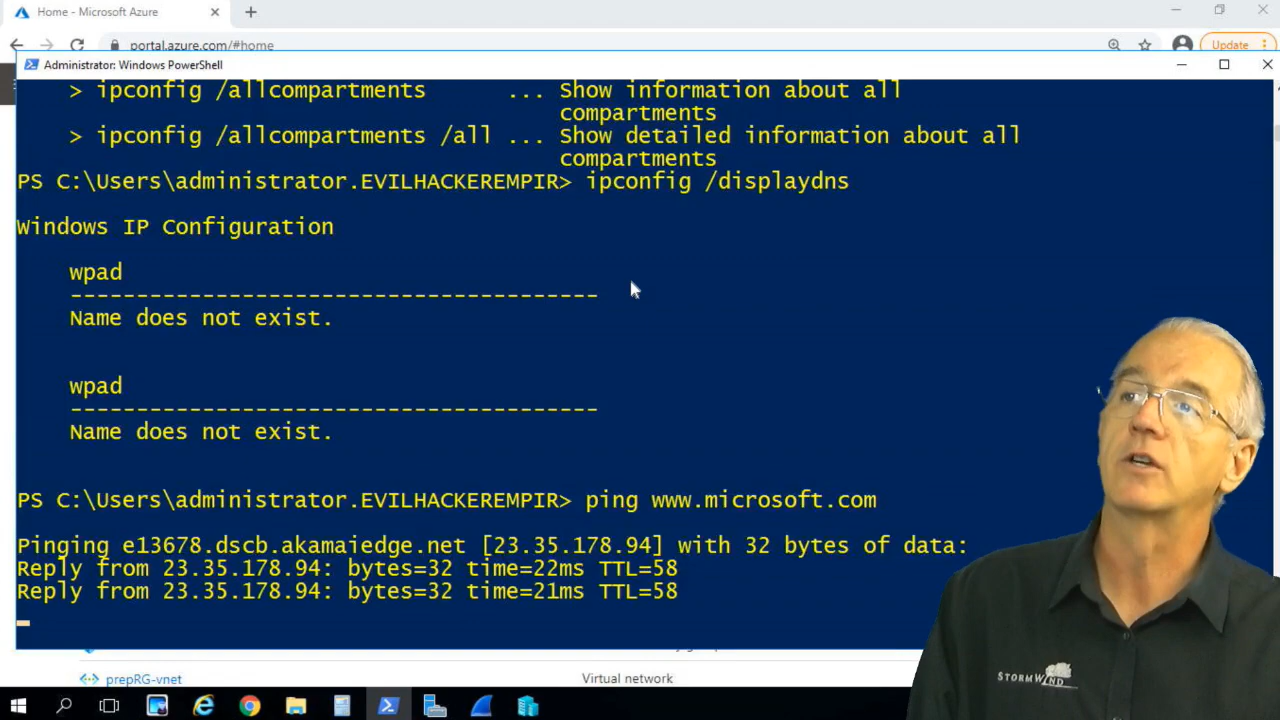 Home - Microsoft Azure
portal.azure.com/#home
Update
Administrator: Windows PowerShell
> ipconfig /allcompartments ... Show information about all
compartments
> ipconfig /allcompartments /all ... Show detailed information about all
compartments
PS C:\Users\administrator.EVILHACKEREMPIR> ipconfig /displaydns
Windows IP Configuration
wpad
----------------------------------------
Name does not exist.
wpad
----------------------------------------
Name does not exist.
PS C:\Users\administrator.EVILHACKEREMPIR> ping www.microsoft.com
Pinging e13678.dscb.akamaiedge.net [23.35.178.94] with 32 bytes of data:
Reply from 23.35.178.94: bytes=32 time=22ms TTL=58
Reply from 23.35.178.94: bytes=32 time=21ms TTL=58
prepRG-vnet Virtual network
STORMWIND